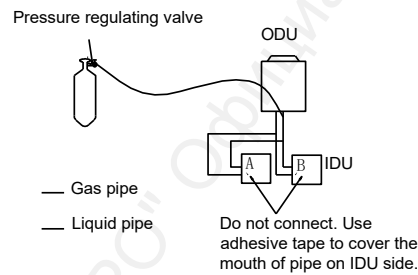 Pressure regulating valve
ODU
A
B
IDU
Gas pipe
Liquid pipe
Do not connect. Use
adhesive tape to cover the
mouth of pipe on IDU side.